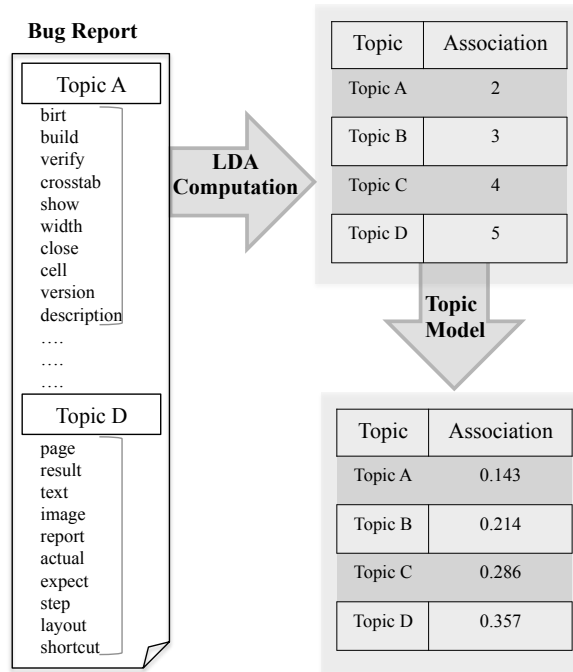 Bug Report
Topic A
birt
build
verify
crosstab
show
width
close
cell
version
description
....
....
....
Topic D
page
result
text
image
report
actual
expect
step
layout
shortcut
LDA
Computation
Topic Association
Topic A 2
Topic B 3
Topic C 4
Topic D 5
Topic
Model
Topic Association
Topic A 0.143
Topic B 0.214
Topic C 0.286
Topic D 0.357